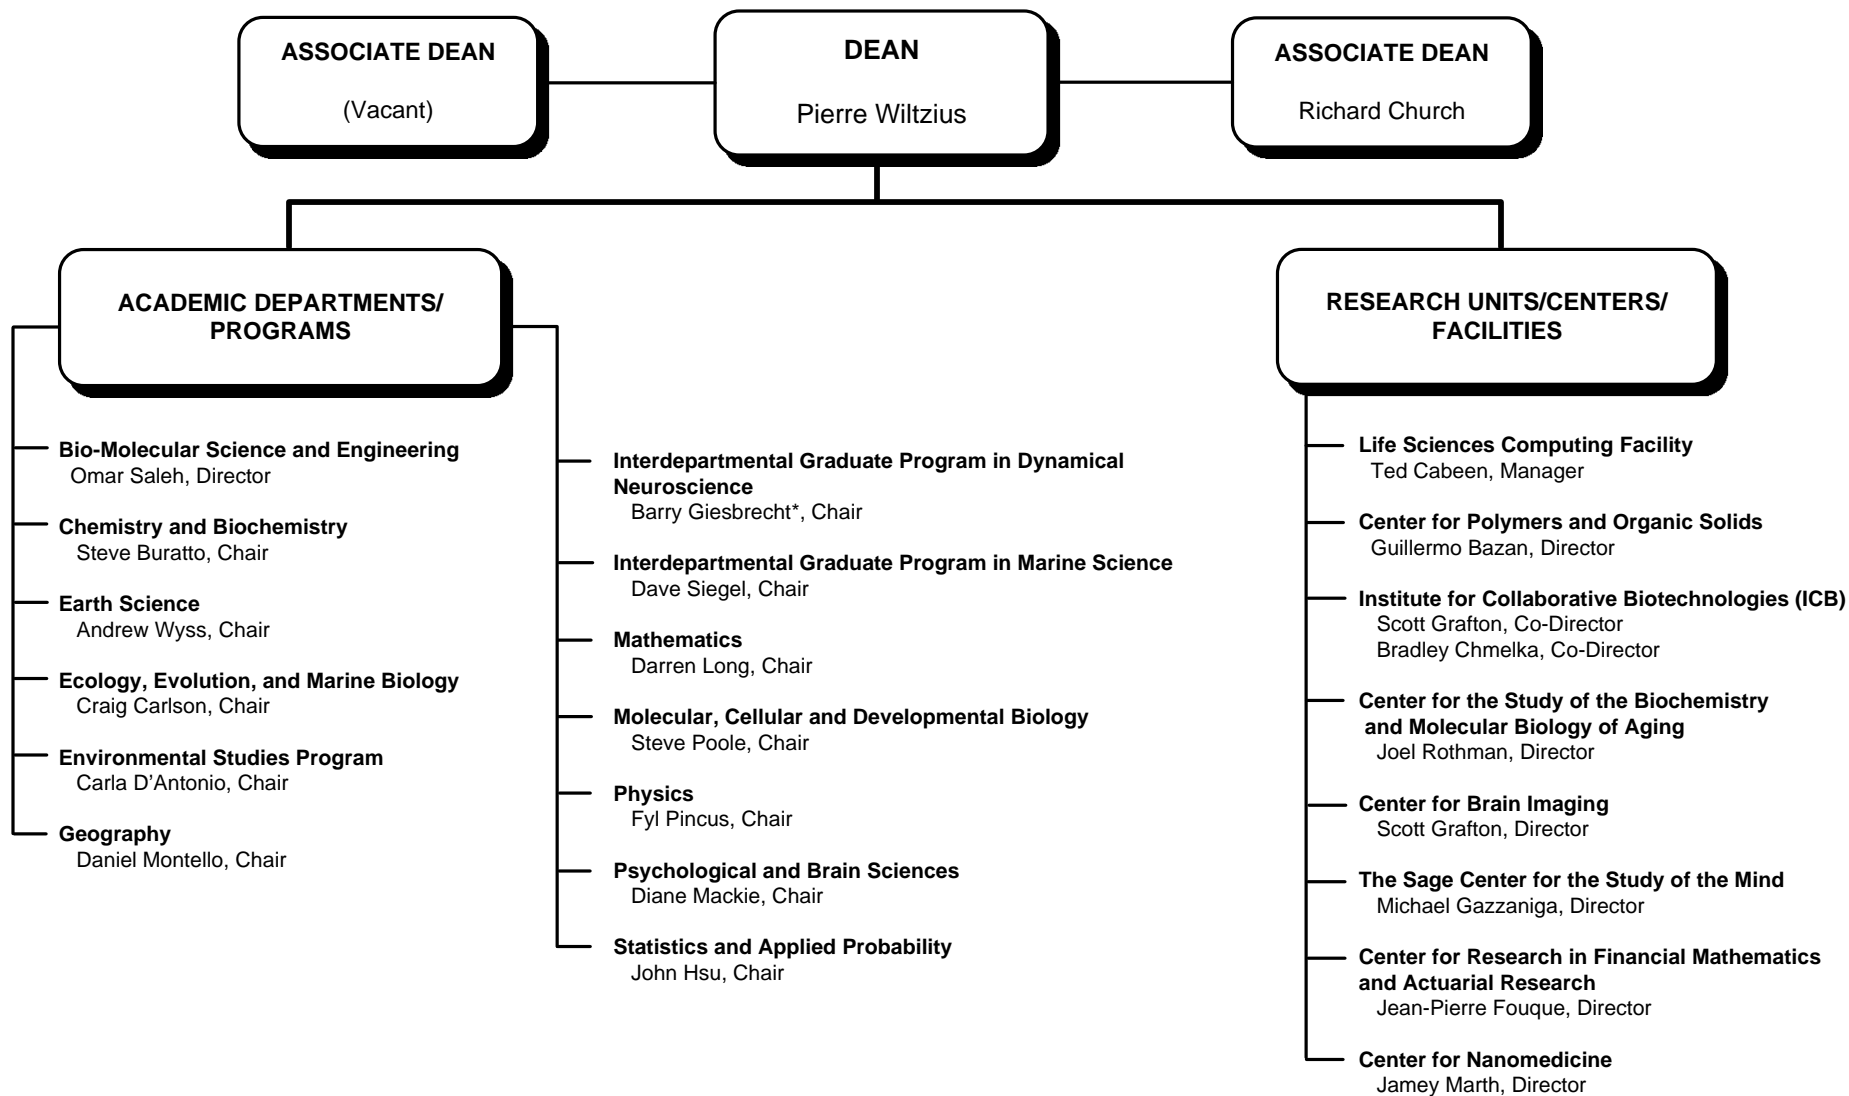 ASSOCIATE DEAN
(Vacant)
DEAN
Pierre Wiltzius
ASSOCIATE DEAN
Richard Church
ACADEMIC DEPARTMENTS/
PROGRAMS
Bio-Molecular Science and Engineering
Omar Saleh, Director
Chemistry and Biochemistry
Steve Buratto, Chair
Earth Science
Andrew Wyss, Chair
Ecology, Evolution, and Marine Biology
Craig Carlson, Chair
Environmental Studies Program
Carla D’Antonio, Chair
Geography
Daniel Montello, Chair
Interdepartmental Graduate Program in Dynamical
Neuroscience
Barry Giesbrecht*, Chair
Interdepartmental Graduate Program in Marine Science
Dave Siegel, Chair
Mathematics
Darren Long, Chair
Molecular, Cellular and Developmental Biology
Steve Poole, Chair
Physics
Fyl Pincus, Chair
Psychological and Brain Sciences
Diane Mackie, Chair
Statistics and Applied Probability
John Hsu, Chair
RESEARCH UNITS/CENTERS/
FACILITIES
Life Sciences Computing Facility
Ted Cabeen, Manager
Center for Polymers and Organic Solids
Guillermo Bazan, Director
Institute for Collaborative Biotechnologies (ICB)
Scott Grafton, Co-Director
Bradley Chmelka, Co-Director
Center for the Study of the Biochemistry
and Molecular Biology of Aging
Joel Rothman, Director
Center for Brain Imaging
Scott Grafton, Director
The Sage Center for the Study of the Mind
Michael Gazzaniga, Director
Center for Research in Financial Mathematics
and Actuarial Research
Jean-Pierre Fouque, Director
Center for Nanomedicine
Jamey Marth, Director